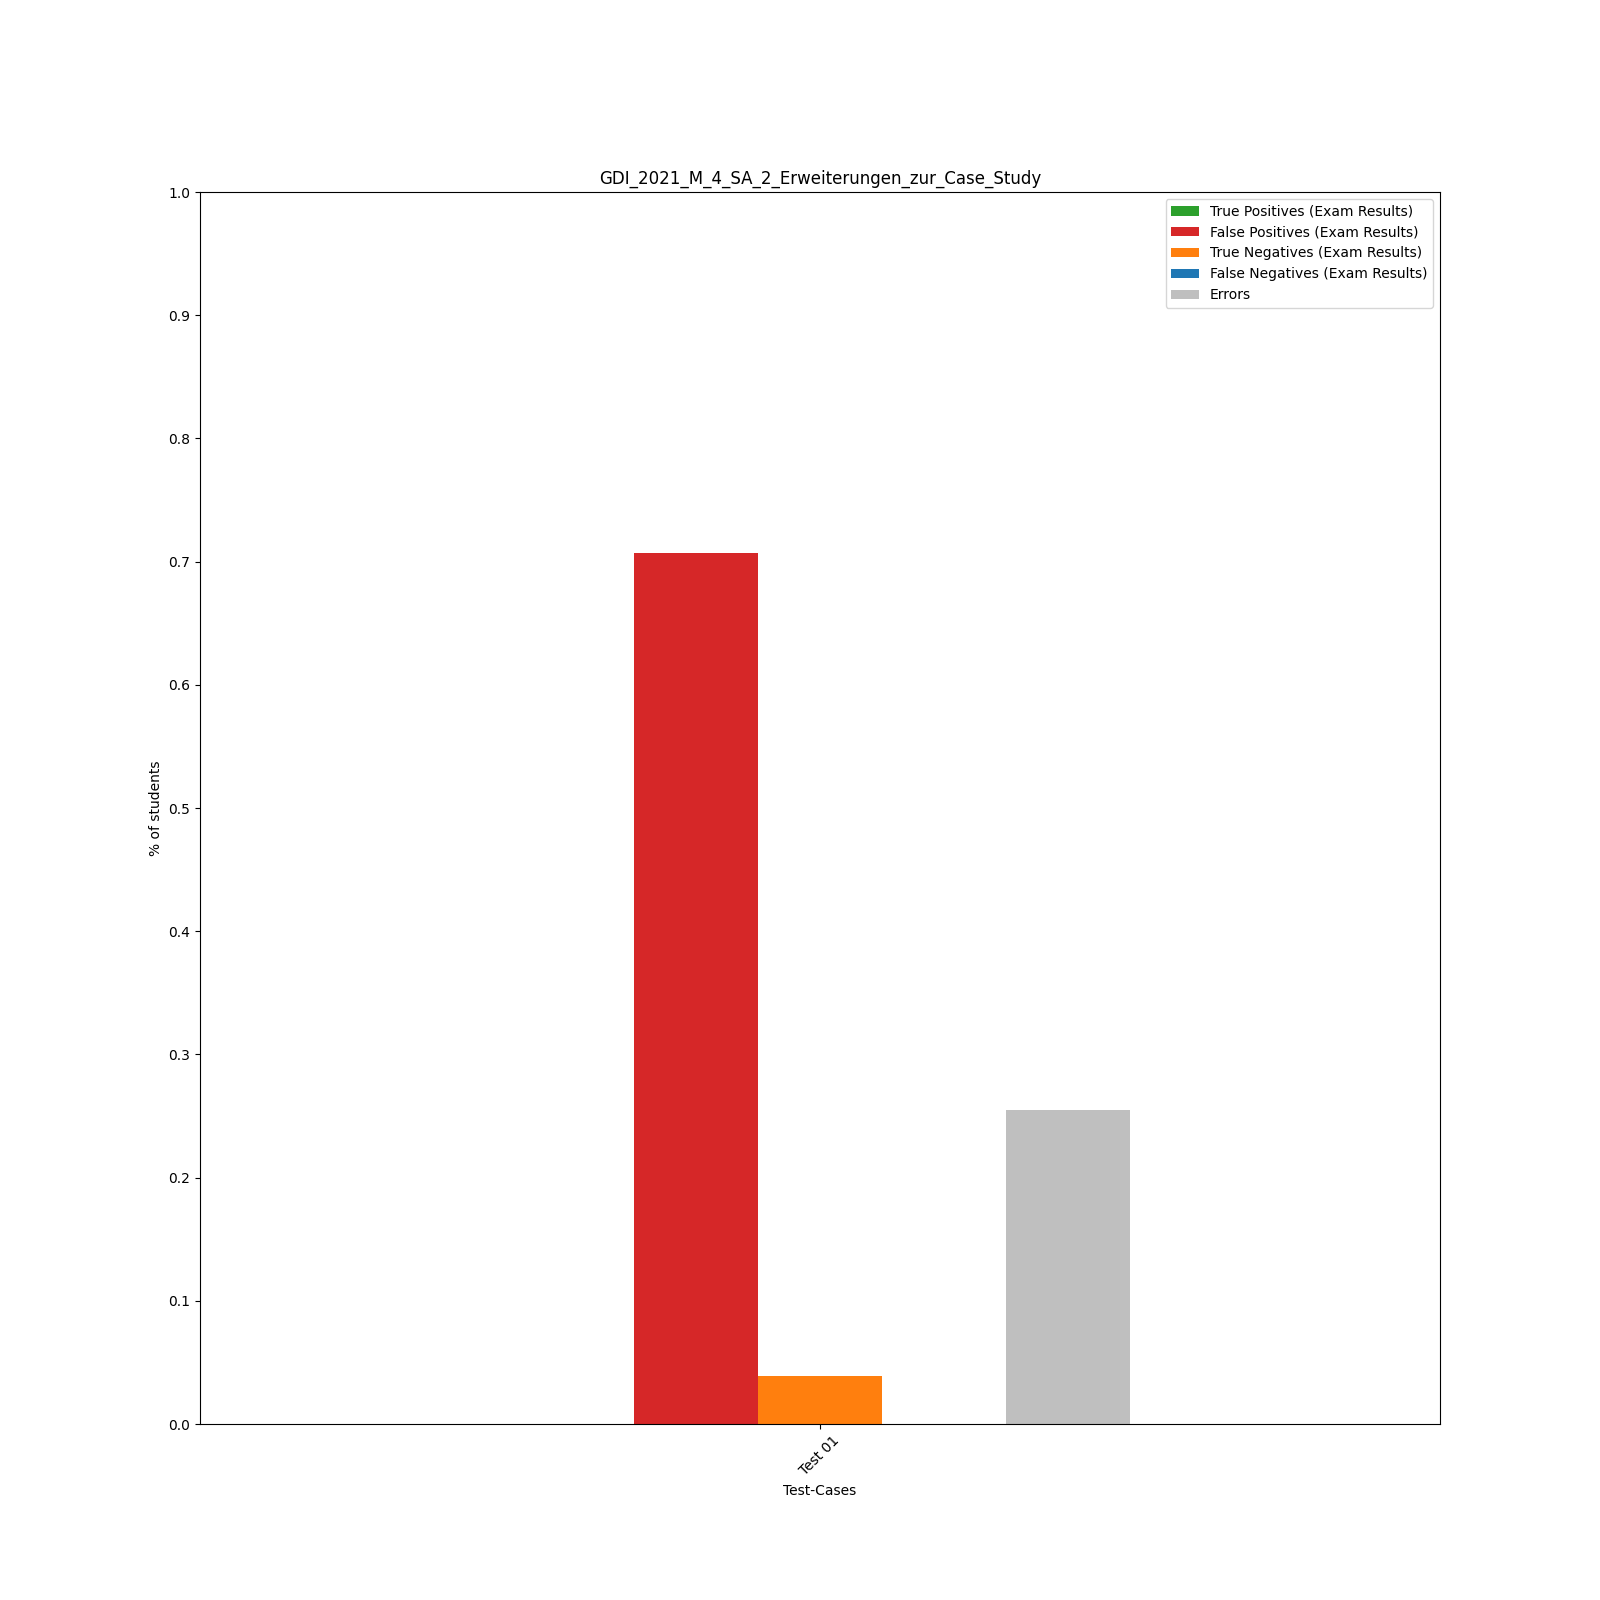 GDI_2021_M_4_SA_2_Erweiterungen_zur_Case_Study
True Positives (Exam Results)
False Positives (Exam Results)
True Negatives (Exam Results)
False Negatives (Exam Results)
Errors
1.0
0.9
0.8
0.7
0.6
0.5
0.4
0.3
0.2
0.1
0.0
% of students
Test 01
Test-Cases